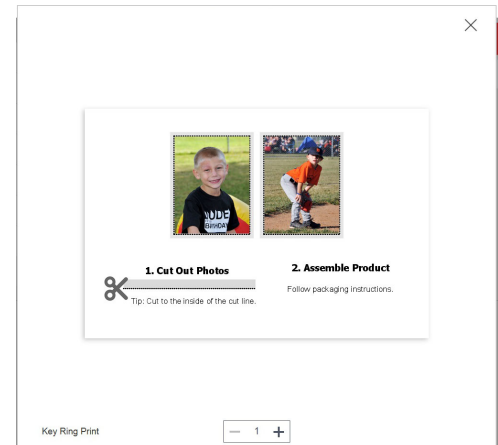 1. Cut Out Photos
Tip: Cut to the inside of the cut line.
2. Assemble Product
Follow packaging instructions.
Key Ring Print
1